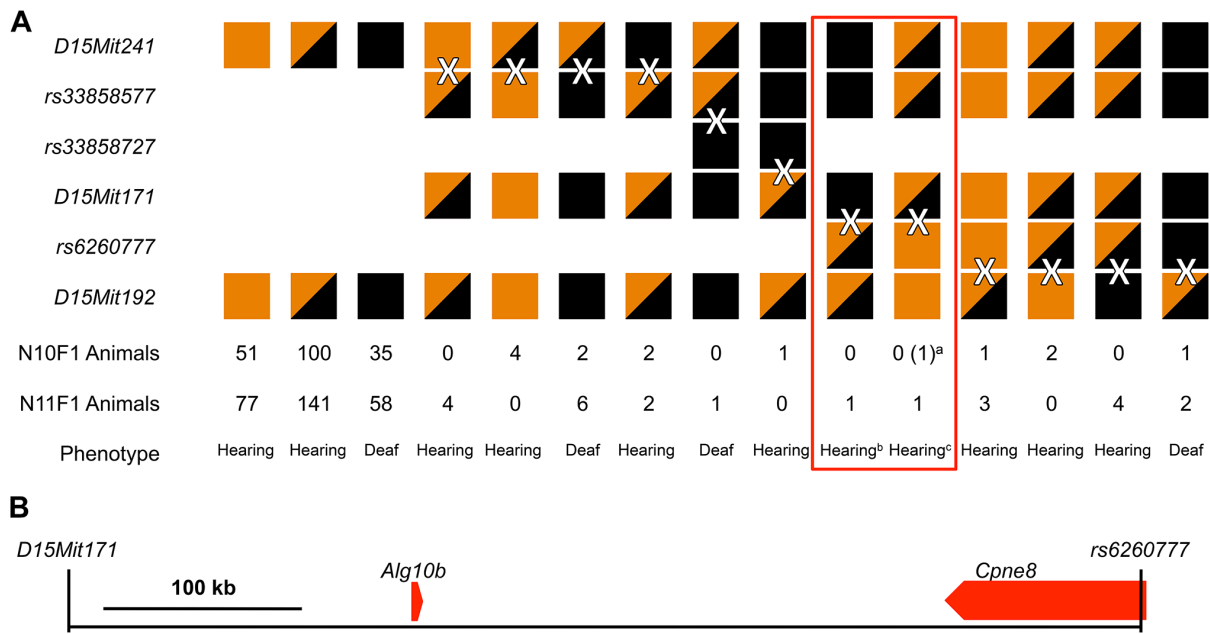 A
D15Mit241
X X X X
rs33858577
X
rs33858727
X
D15Mit171
X X
rs6260777
X X X X
D15Mit192
N10F1 Animals 51 100 35 0 4 2 2 0 1 0 0 (1)ᵃ 1 2 0 1
N11F1 Animals 77 141 58 4 0 6 2 1 0 1 1 3 0 4 2
Phenotype Hearing Hearing Deaf Hearing Hearing Deaf Hearing Deaf Hearing Hearingᵇ Hearingᶜ Hearing Hearing Hearing Deaf
B
D15Mit171 rs6260777
Alg10b Cpne8
100 kb